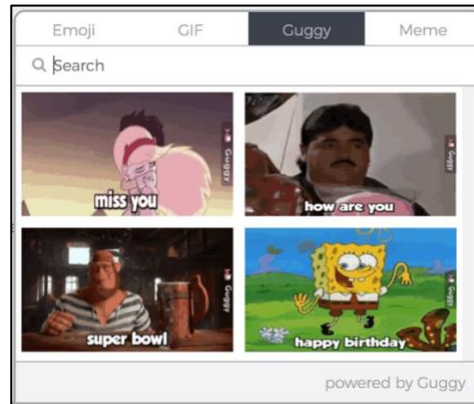 Emoji GIF Guggy Meme
Search
Guggy
miss you
Guggy
how are you
Guggy
super bowl
Guggy
happy birthday
powered by Guggy